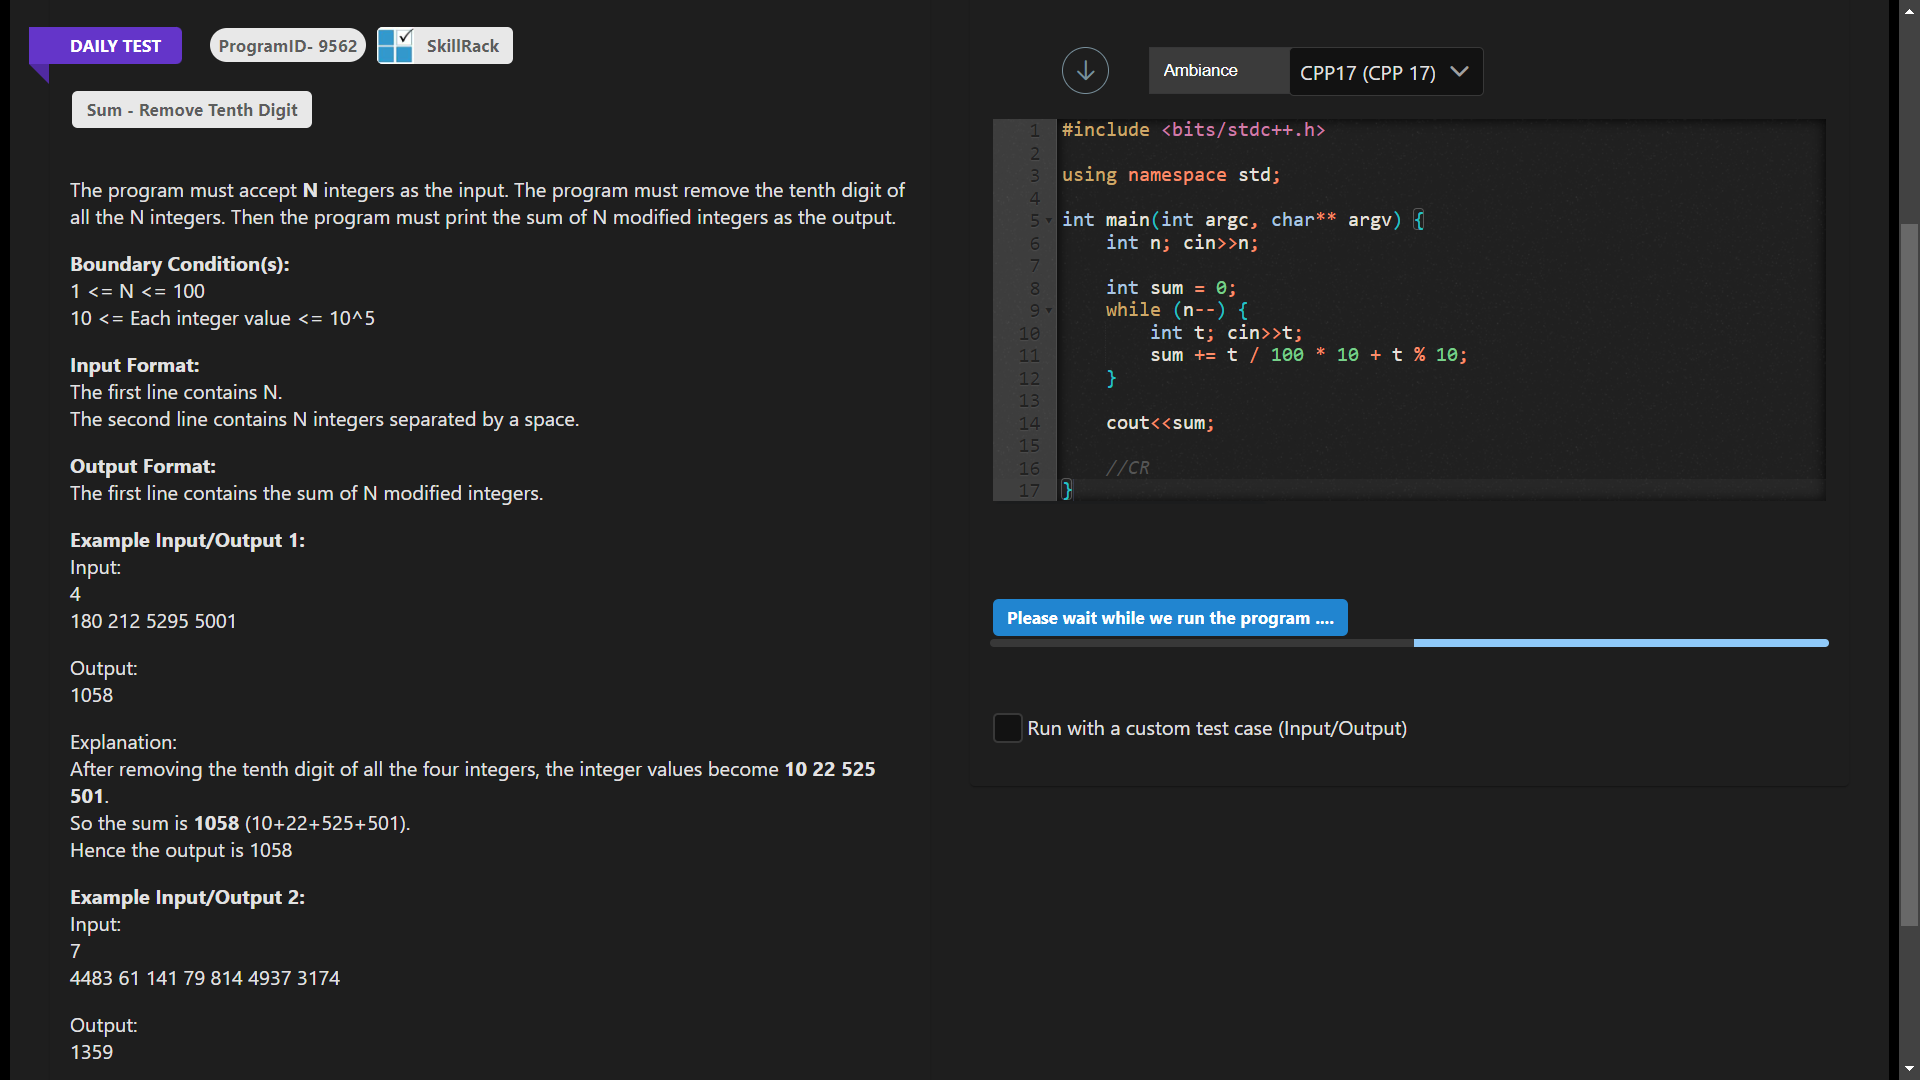 DAILY TEST
ProgramID- 9562
SkillRack
Sum - Remove Tenth Digit
The program must accept N integers as the input. The program must remove the tenth digit of
all the N integers. Then the program must print the sum of N modified integers as the output.
Boundary Condition(s):
1 <= N <= 100
10 <= Each integer value <= 10^5
Input Format:
The first line contains N.
The second line contains N integers separated by a space.
Output Format:
The first line contains the sum of N modified integers.
Example Input/Output 1:
Input:
4
180 212 5295 5001
Output:
1058
Explanation:
After removing the tenth digit of all the four integers, the integer values become 10 22 525
501.
So the sum is 1058 (10+22+525+501).
Hence the output is 1058
Example Input/Output 2:
Input:
7
4483 61 141 79 814 4937 3174
Output:
1359
Ambiance
CPP17 (CPP 17)
1 #include <bits/stdc++.h>
2
3 using namespace std;
4
5 int main(int argc, char** argv) {
6     int n; cin>>n;
7
8     int sum = 0;
9     while (n--) {
10         int t; cin>>t;
11         sum += t / 100 * 10 + t % 10;
12     }
13
14     cout<<sum;
15
16     //CR
17 }
Please wait while we run the program ....
Run with a custom test case (Input/Output)